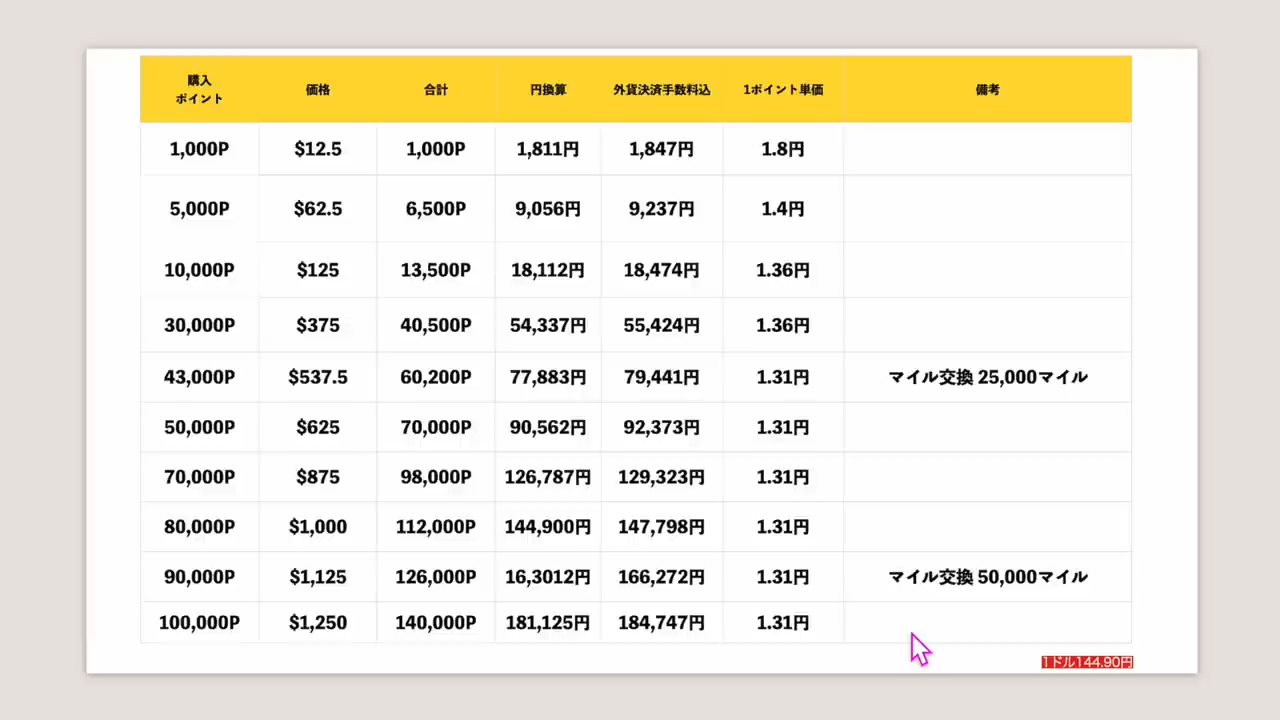 購入
ポイント 価格 合計 円換算 外貨決済手数料込 1ポイント単価 備考
1,000P $12.5 1,000P 1,811円 1,847円 1.8円
5,000P $62.5 6,500P 9,056円 9,237円 1.4円
10,000P $125 13,500P 18,112円 18,474円 1.36円
30,000P $375 40,500P 54,337円 55,424円 1.36円
43,000P $537.5 60,200P 77,883円 79,441円 1.31円 マイル交換 25,000マイル
50,000P $625 70,000P 90,562円 92,373円 1.31円
70,000P $875 98,000P 126,787円 129,323円 1.31円
80,000P $1,000 112,000P 144,900円 147,798円 1.31円
90,000P $1,125 126,000P 16,3012円 166,272円 1.31円 マイル交換 50,000マイル
100,000P $1,250 140,000P 181,125円 184,747円 1.31円
1ドル144.90円